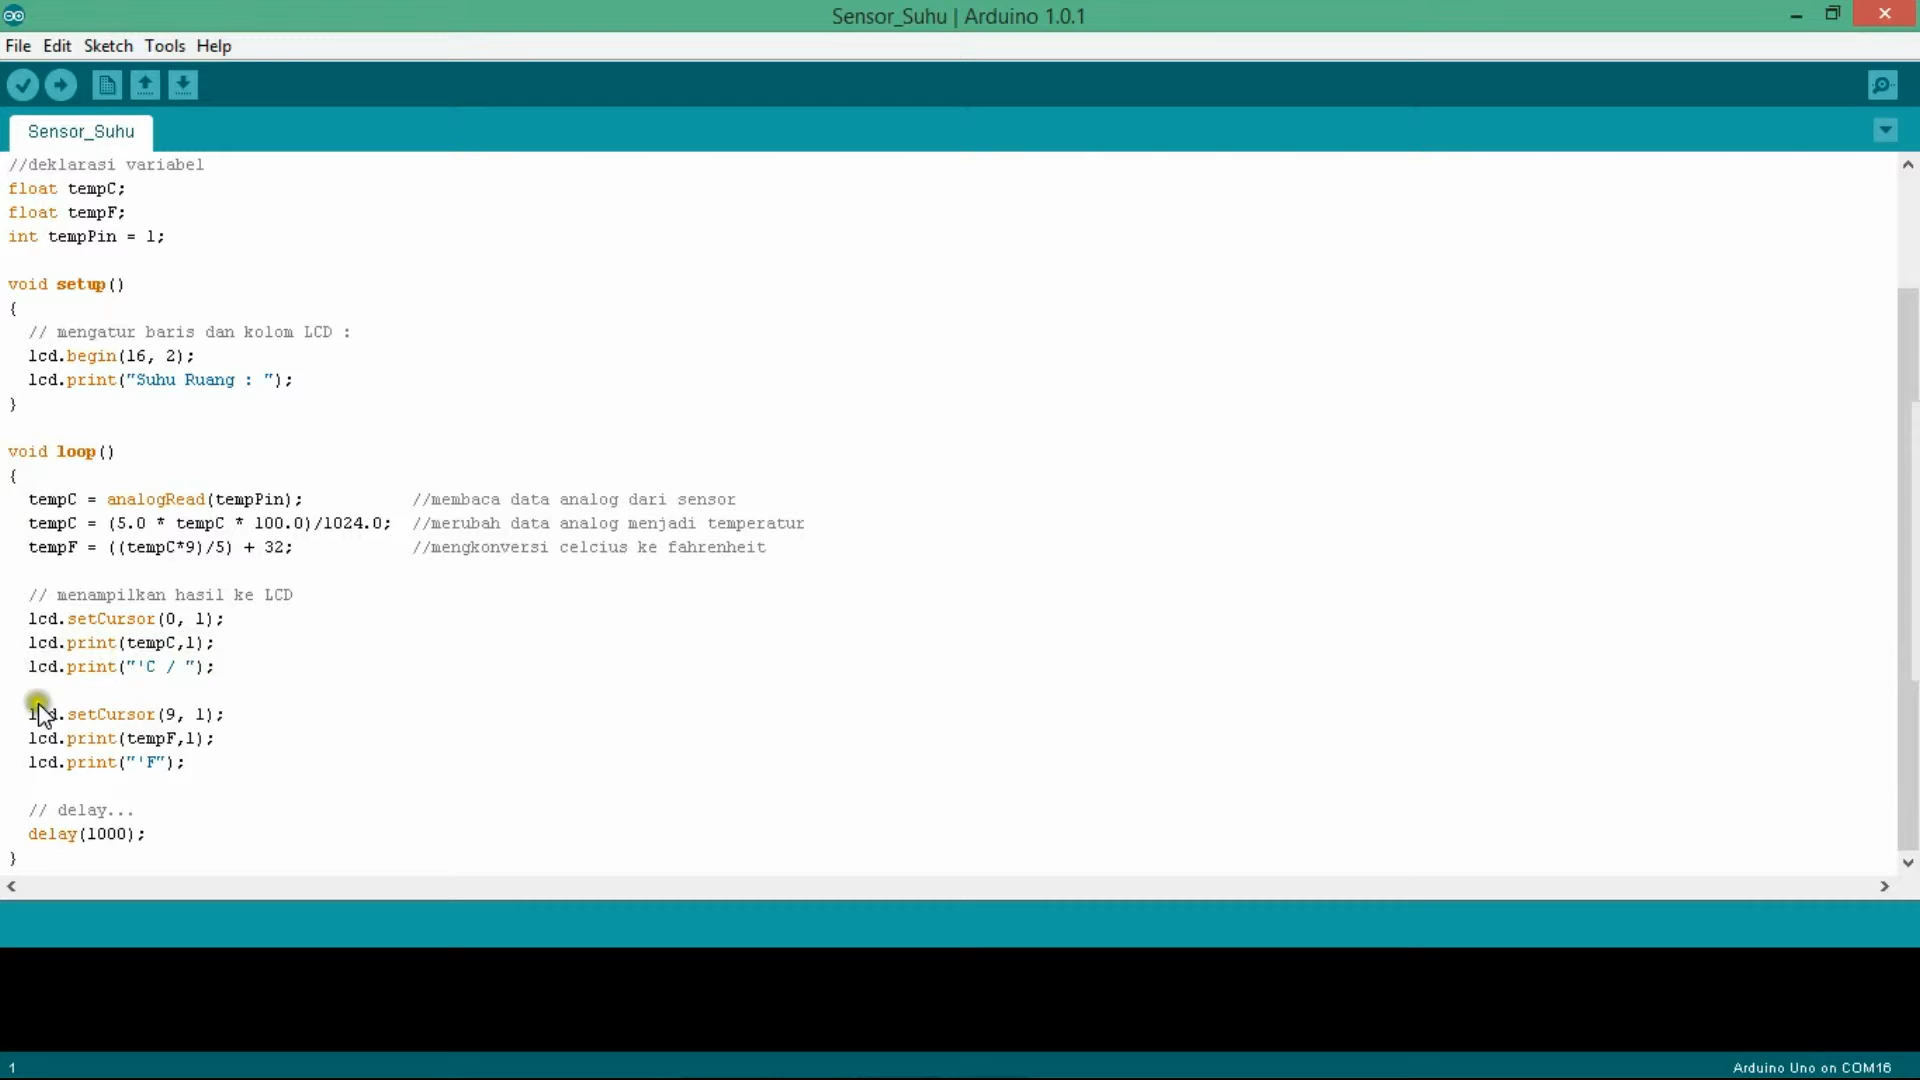 Sensor_Suhu | Arduino 1.0.1
File Edit Sketch Tools Help
Sensor_Suhu
//deklarasi variabel
float tempC;
float tempF;
int tempPin = 1;
void setup()
{
// mengatur baris dan kolom LCD :
lcd.begin(16, 2);
lcd.print("Suhu Ruang : ");
}
void loop()
{
tempC = analogRead(tempPin); //membaca data analog dari sensor
tempC = (5.0 * tempC * 100.0)/1024.0; //merubah data analog menjadi temperatur
tempF = ((tempC*9)/5) + 32; //mengkonversi celcius ke fahrenheit
// menampilkan hasil ke LCD
lcd.setCursor(0, 1);
lcd.print(tempC,1);
lcd.print("'C / ");
lcd.setCursor(9, 1);
lcd.print(tempF,1);
lcd.print("'F");
// delay...
delay(1000);
}
1
Arduino Uno on COM16